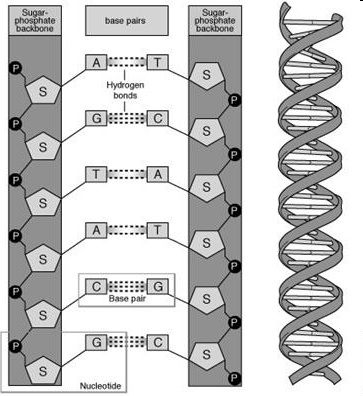 Sugar-
phosphate
backbone
base pairs
Sugar-
phosphate
backbone
P
A T
S
S
P
Hydrogen
bonds
P
G C
S
S
P
P
T A
S
S
P
P
A T
S
S
P
P
C G
Base pair
S
S
P
P
G C
S
S
P
Nucleotide